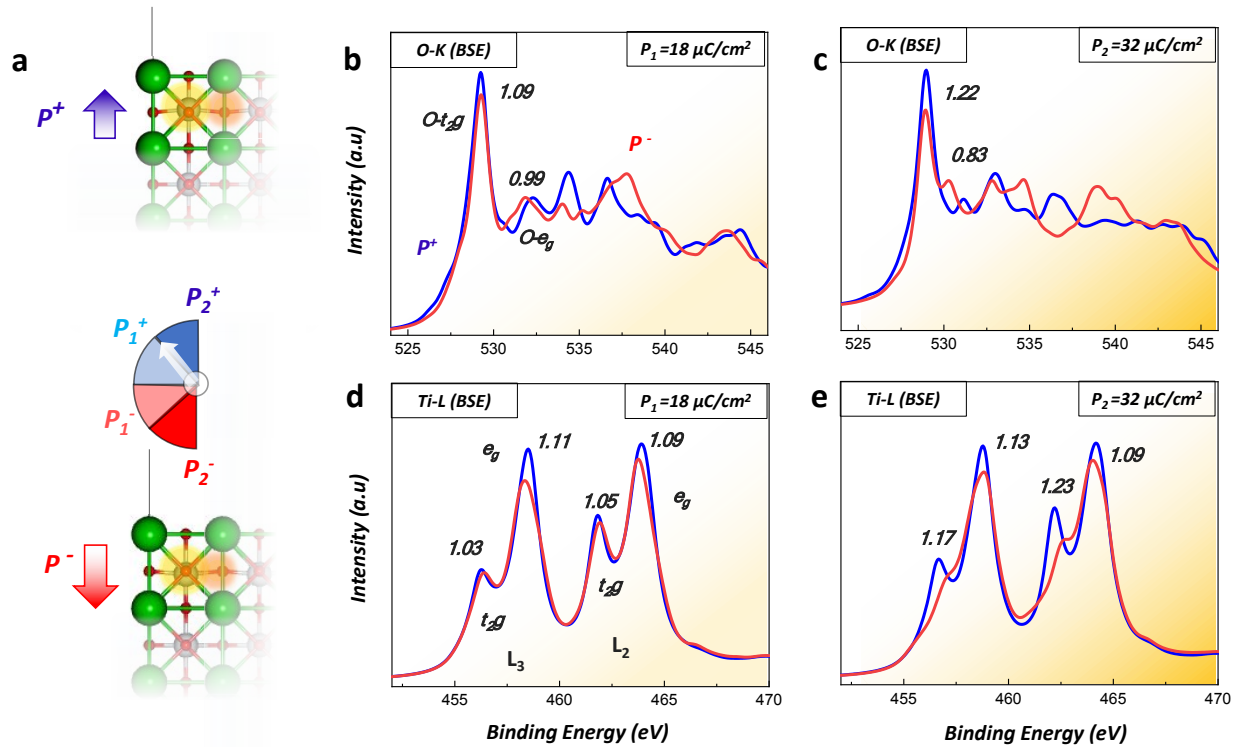 a
P+
P2+
P1+
P1-
P2-
P -
b
O-K (BSE)
P1 =18 μC/cm2
1.09
O-t2g
P -
0.99
P+
O-eg
Intensity (a.u)
525 530 535 540 545
c
O-K (BSE)
P2 =32 μC/cm2
1.22
0.83
525 530 535 540 545
d
Ti-L (BSE)
P1 =18 μC/cm2
eg
1.11
1.09
1.05
eg
1.03
t2g
t2g
L3
L2
Intensity (a.u)
455 460 465 470
Binding Energy (eV)
e
Ti-L (BSE)
P2 =32 μC/cm2
1.13
1.09
1.23
1.17
455 460 465 470
Binding Energy (eV)